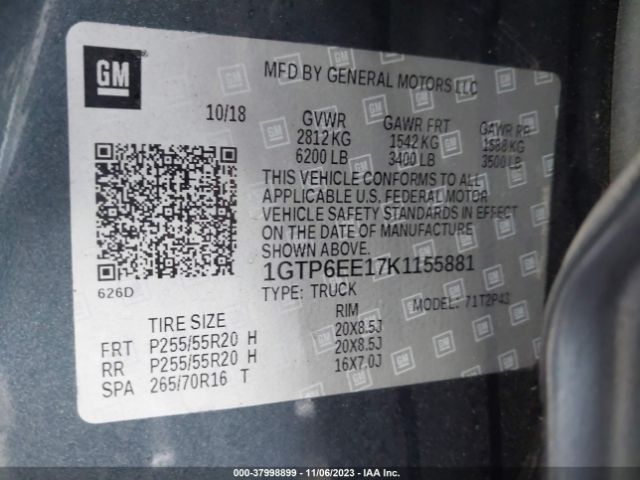 GM
MFD BY GENERAL MOTORS LLC
10/18
GVWR GAWR FRT GAWR RR
2812 KG 1542 KG 1588 KG
6200 LB 3400 LB 3500 LB
THIS VEHICLE CONFORMS TO ALL
APPLICABLE U.S. FEDERAL MOTOR
VEHICLE SAFETY STANDARDS IN EFFECT
ON THE DATE OF MANUFACTURE
SHOWN ABOVE.
626D
1GTP6EE17K1155881
TYPE: TRUCK MODEL: 71T2P43
TIRE SIZE RIM
FRT P255/55R20 H 20X8.5J
RR P255/55R20 H 20X8.5J
SPA 265/70R16 T 16X7.0J
000-37998899 — 11/06/2023 — IAA Inc.